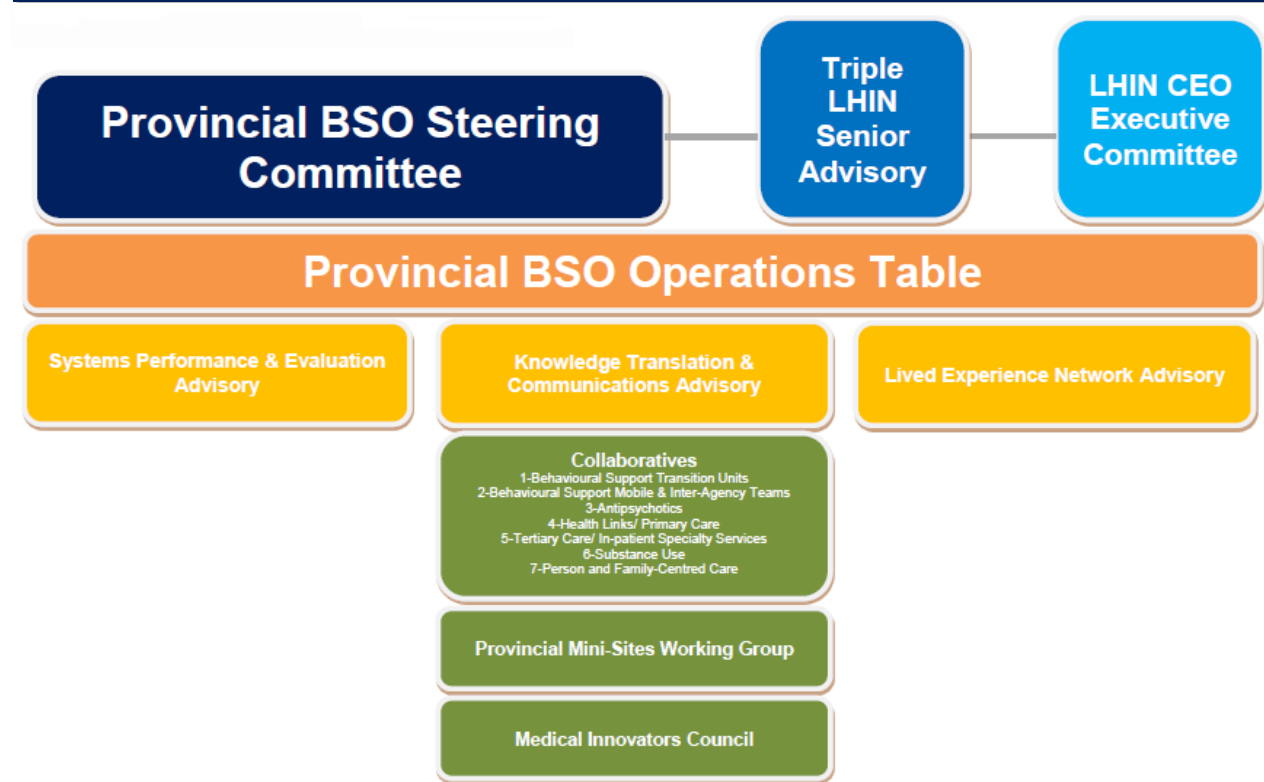 Provincial BSO Steering
Committee
Triple
LHIN
Senior
Advisory
LHIN CEO
Executive
Committee
Provincial BSO Operations Table
Systems Performance & Evaluation
Advisory
Knowledge Translation &
Communications Advisory
Lived Experience Network Advisory
Collaboratives
1-Behavioural Support Transition Units
2-Behavioural Support Mobile & Inter-Agency Teams
3-Antipsychotics
4-Health Links/ Primary Care
5-Tertiary Care/ In-patient Specialty Services
6-Substance Use
7-Person and Family-Centred Care
Provincial Mini-Sites Working Group
Medical Innovators Council